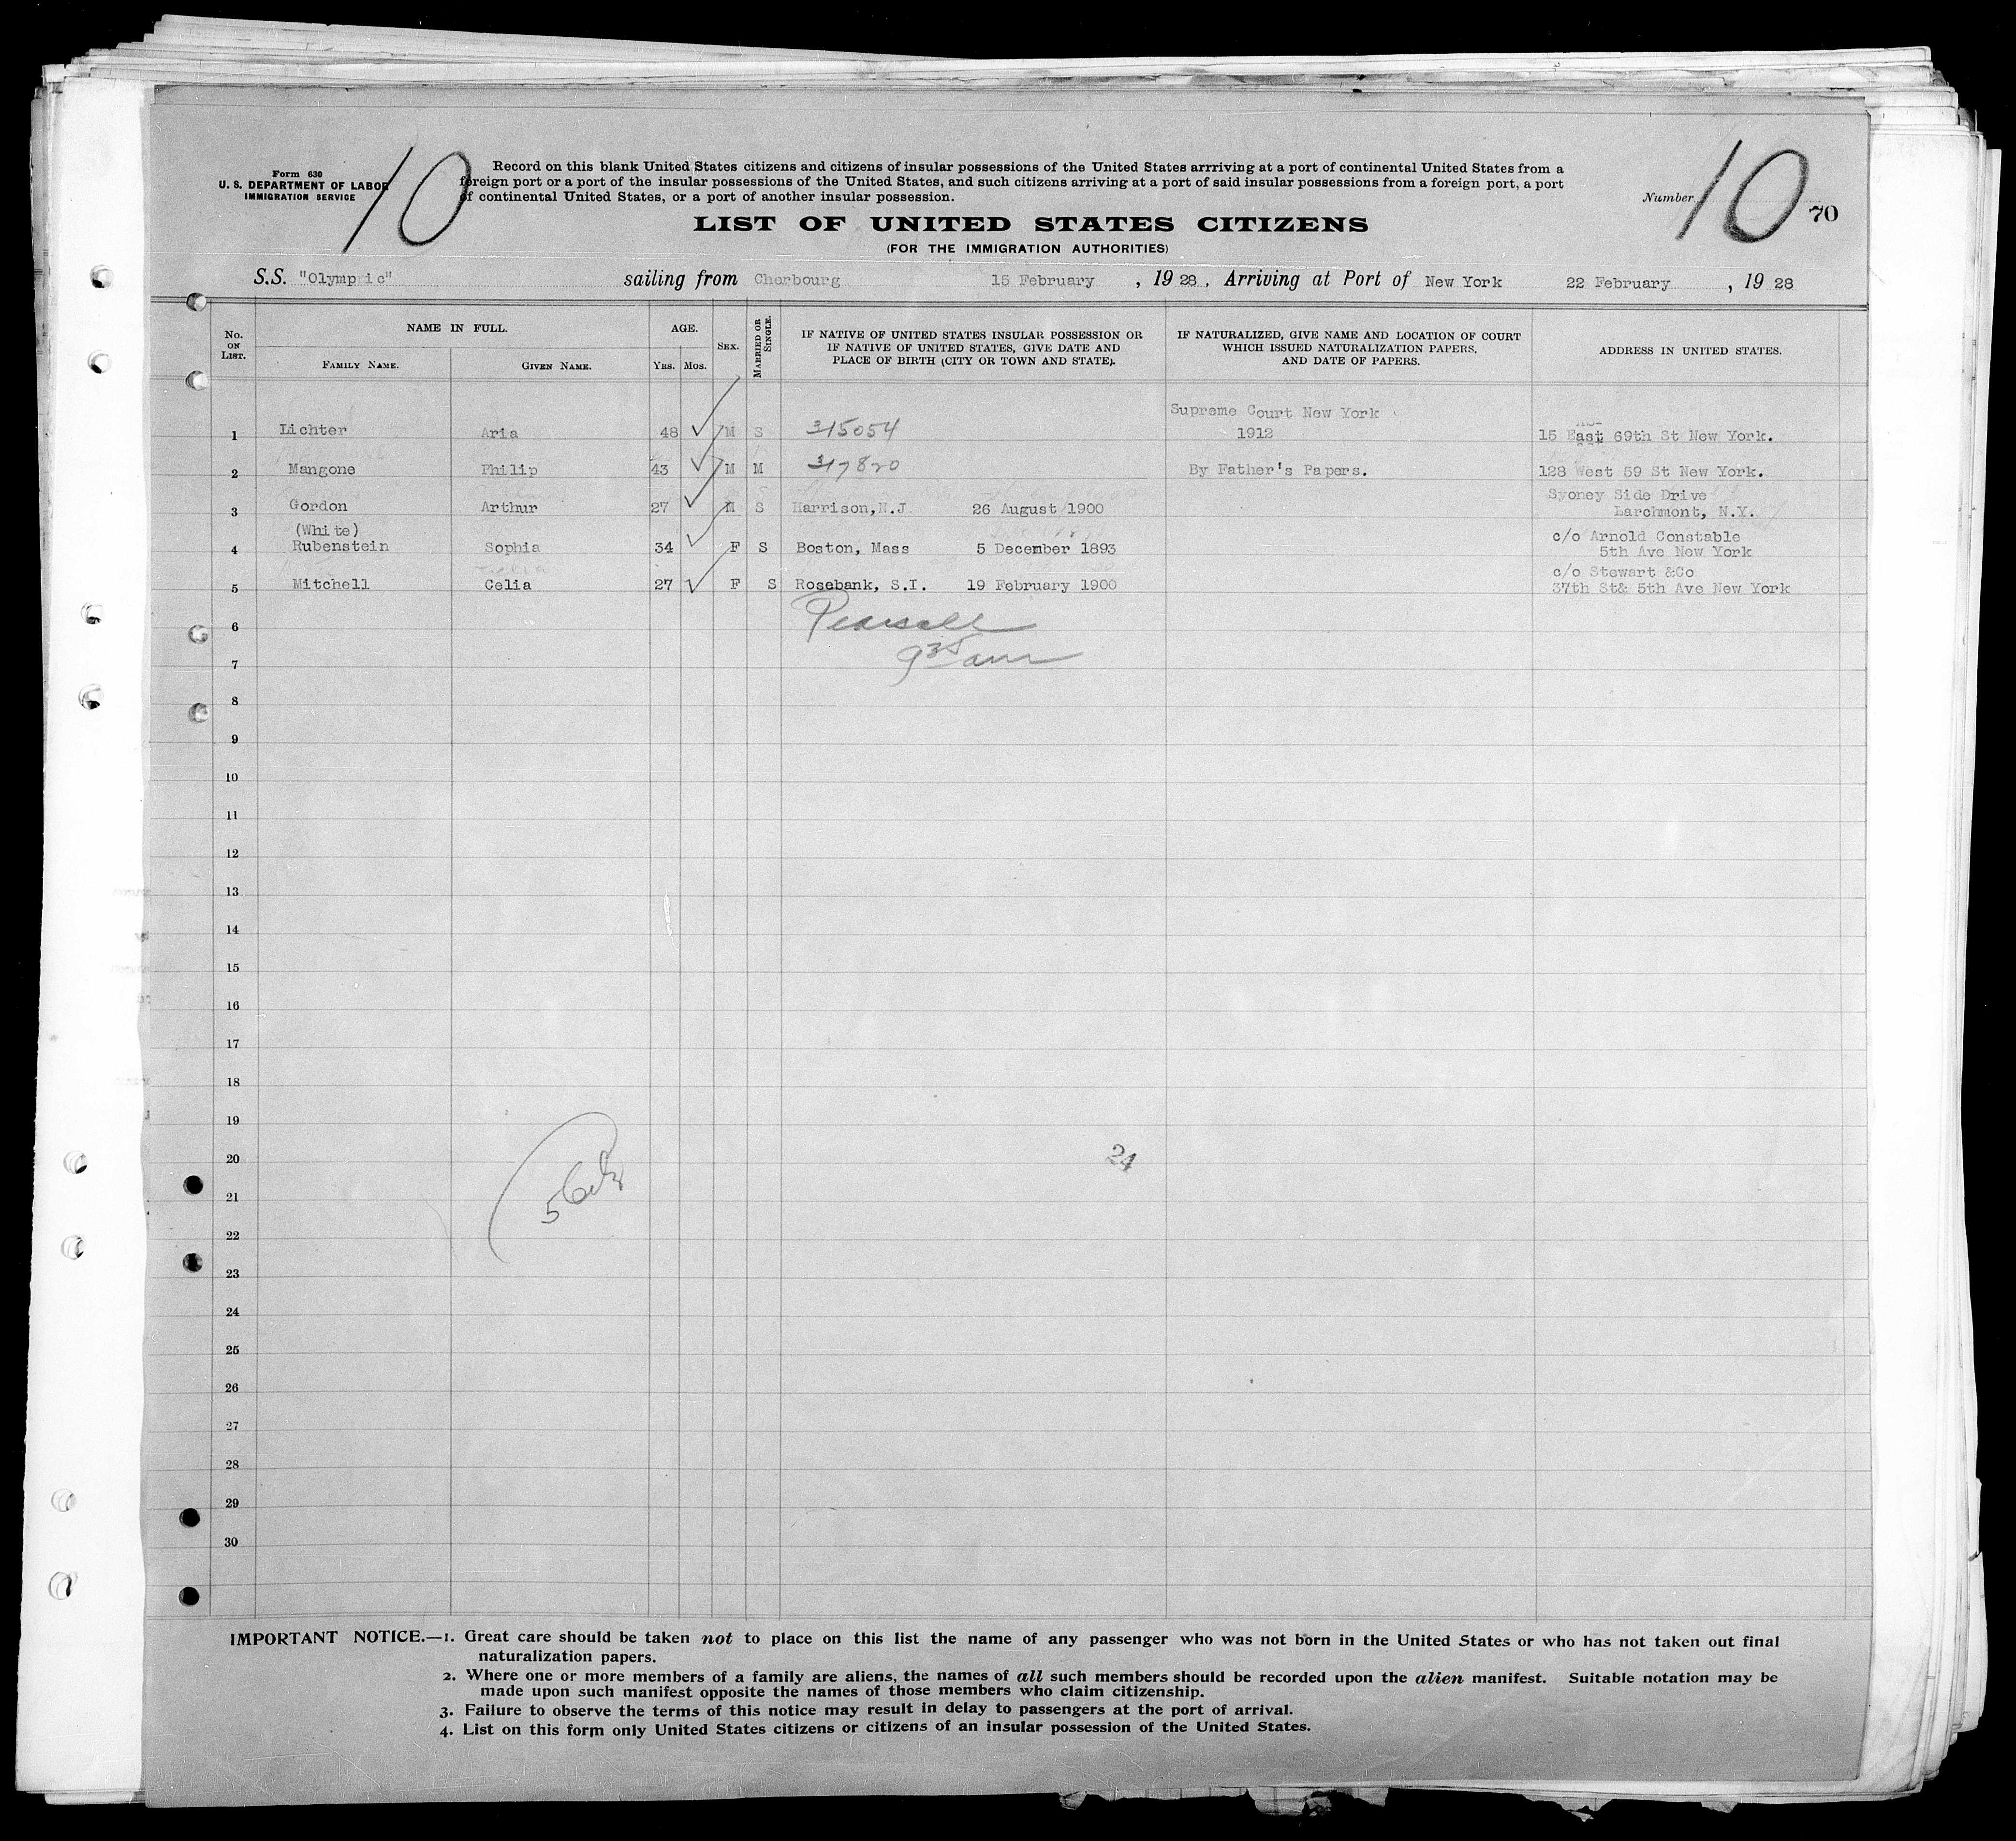 Form 630
U. S. DEPARTMENT OF LABOR
IMMIGRATION SERVICE
10
Record on this blank United States citizens and citizens of insular possessions of the United States arrriving at a port of continental United States from a
foreign port or a port of the insular possessions of the United States, and such citizens arriving at a port of said insular possessions from a foreign port, a port
of continental United States, or a port of another insular possession.
Number 10 70
LIST OF UNITED STATES CITIZENS
(FOR THE IMMIGRATION AUTHORITIES)
S.S. "Olympric" sailing from Cherbourg 15 February, 1928, Arriving at Port of New York 22 February, 1928
No. ON LIST.
NAME IN FULL.
FAMILY NAME. GIVEN NAME.
AGE.
YRS. MOS.
SEX.
MARRIED OR SINGLE.
IF NATIVE OF UNITED STATES INSULAR POSSESSION OR
IF NATIVE OF UNITED STATES, GIVE DATE AND
PLACE OF BIRTH (CITY OR TOWN AND STATE).
IF NATURALIZED, GIVE NAME AND LOCATION OF COURT
WHICH ISSUED NATURALIZATION PAPERS,
AND DATE OF PAPERS.
ADDRESS IN UNITED STATES.
Supreme Court New York
1 Lichter Aria 48 M S 315054 1912 15 East 69th St New York.
2 Mangone Philip 43 M M 317820 By Father's Papers. 128 West 59 St New York.
Syoney Side Drive
3 Gordon Arthur 27 M S Harrison,N.J 26 August 1900 Larchmont, N.Y.
(White) c/o Arnold Constable
4 Rubenstein Sophia 34 F S Boston, Mass 5 December 1893 5th Ave New York
c/o Stewart &Co
5 Mitchell Celia 27 F S Rosebank, S.I. 19 February 1900 37th St& 5th Ave New York
6 Pearsall
7 9 35 am
8
9
10
11
12
13
14
15
16
17
18
19
20 24
21
22
23
24
25
26
27
28
29
30
IMPORTANT NOTICE.—1. Great care should be taken not to place on this list the name of any passenger who was not born in the United States or who has not taken out final
naturalization papers.
2. Where one or more members of a family are aliens, the names of all such members should be recorded upon the alien manifest. Suitable notation may be
made upon such manifest opposite the names of those members who claim citizenship.
3. Failure to observe the terms of this notice may result in delay to passengers at the port of arrival.
4. List on this form only United States citizens or citizens of an insular possession of the United States.